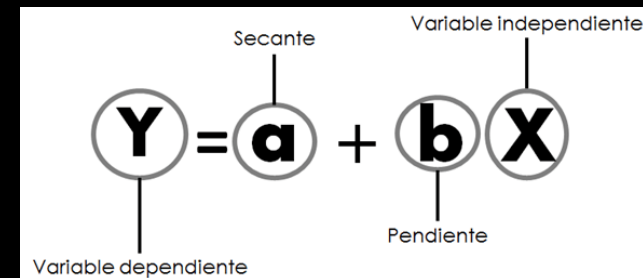 Variable independiente
Secante
Y = a + b X
Pendiente
Variable dependiente